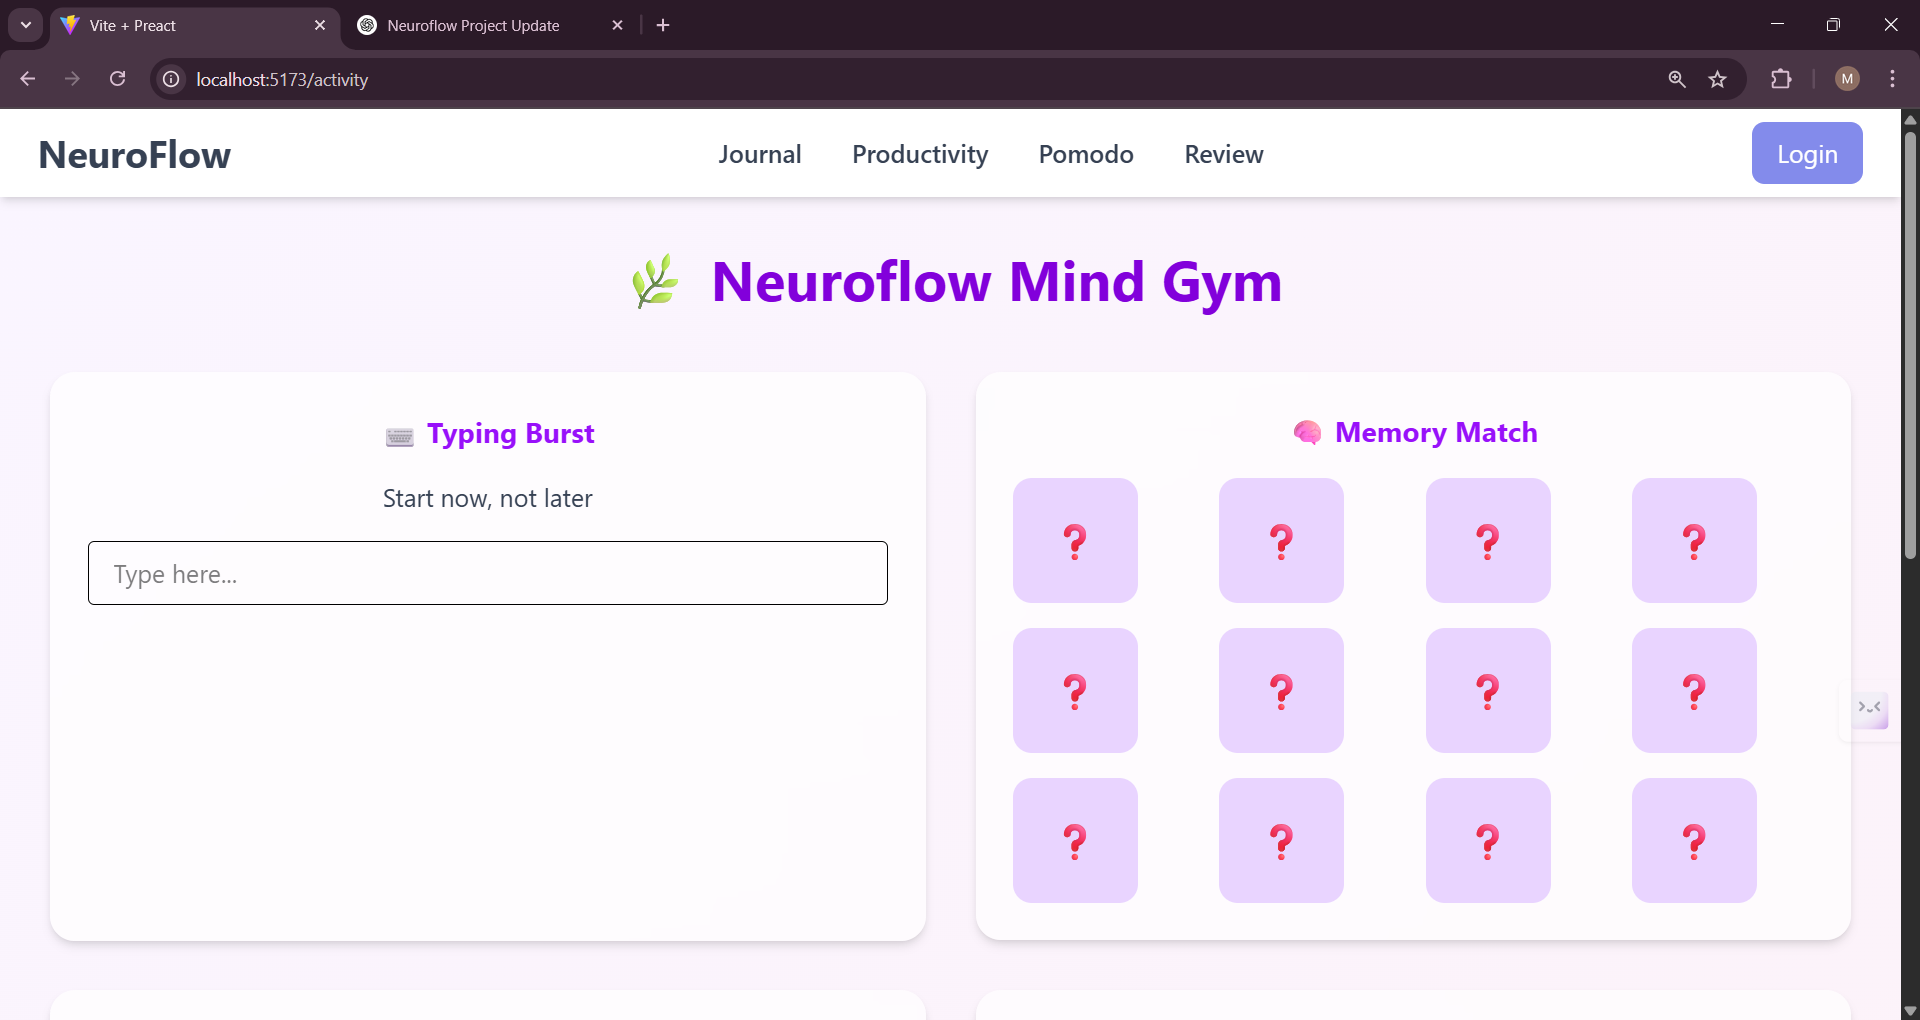 Vite + Preact
Neuroflow Project Update
localhost:5173/activity
M
NeuroFlow
Journal
Productivity
Pomodo
Review
Login
🌿 Neuroflow Mind Gym
⌨️ Typing Burst
Start now, not later
Type here...
🧠 Memory Match
❓ ❓ ❓ ❓
❓ ❓ ❓ ❓
❓ ❓ ❓ ❓